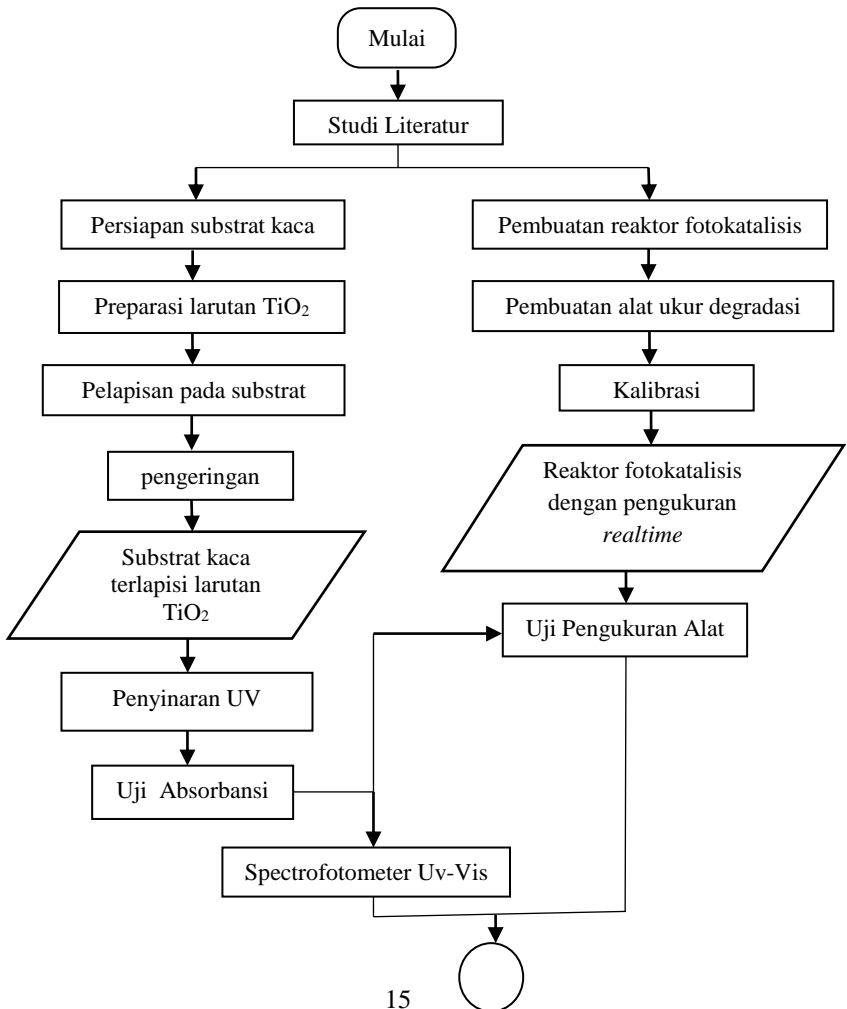 Mulai
Studi Literatur
Persiapan substrat kaca
Pembuatan reaktor fotokatalisis
Preparasi larutan TiO₂
Pembuatan alat ukur degradasi
Pelapisan pada substrat
Kalibrasi
pengeringan
Reaktor fotokatalisis
dengan pengukuran
realtime
Substrat kaca
terlapisi larutan
TiO₂
Uji Pengukuran Alat
Penyinaran UV
Uji Absorbansi
Spectrofotometer Uv-Vis
15